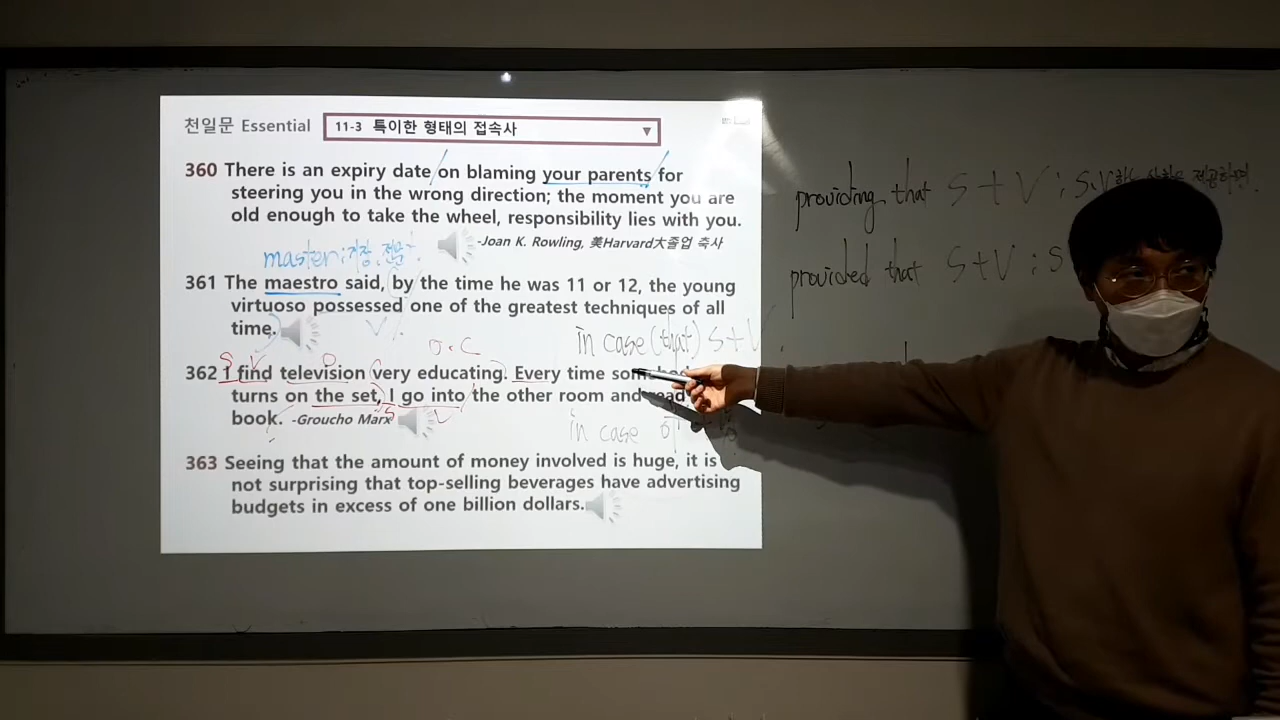 천일문 Essential
11-3 특이한 형태의 접속사 ▼
360 There is an expiry date on blaming your parents for
steering you in the wrong direction; the moment you are
old enough to take the wheel, responsibility lies with you.
-Joan K. Rowling, 美Harvard大졸업 축사
master:거장, 전문
361 The maestro said, by the time he was 11 or 12, the young
virtuoso possessed one of the greatest techniques of all
time.
V
in case (that) S+V
S V O O.C
362 I find television very educating. Every time
turns on the set, I go into the other room and read
book. -Groucho Marx
S V
in case of
363 Seeing that the amount of money involved is huge, it is
not surprising that top-selling beverages have advertising
budgets in excess of one billion dollars.
providing that S+V : S,V
provided that S+V : S